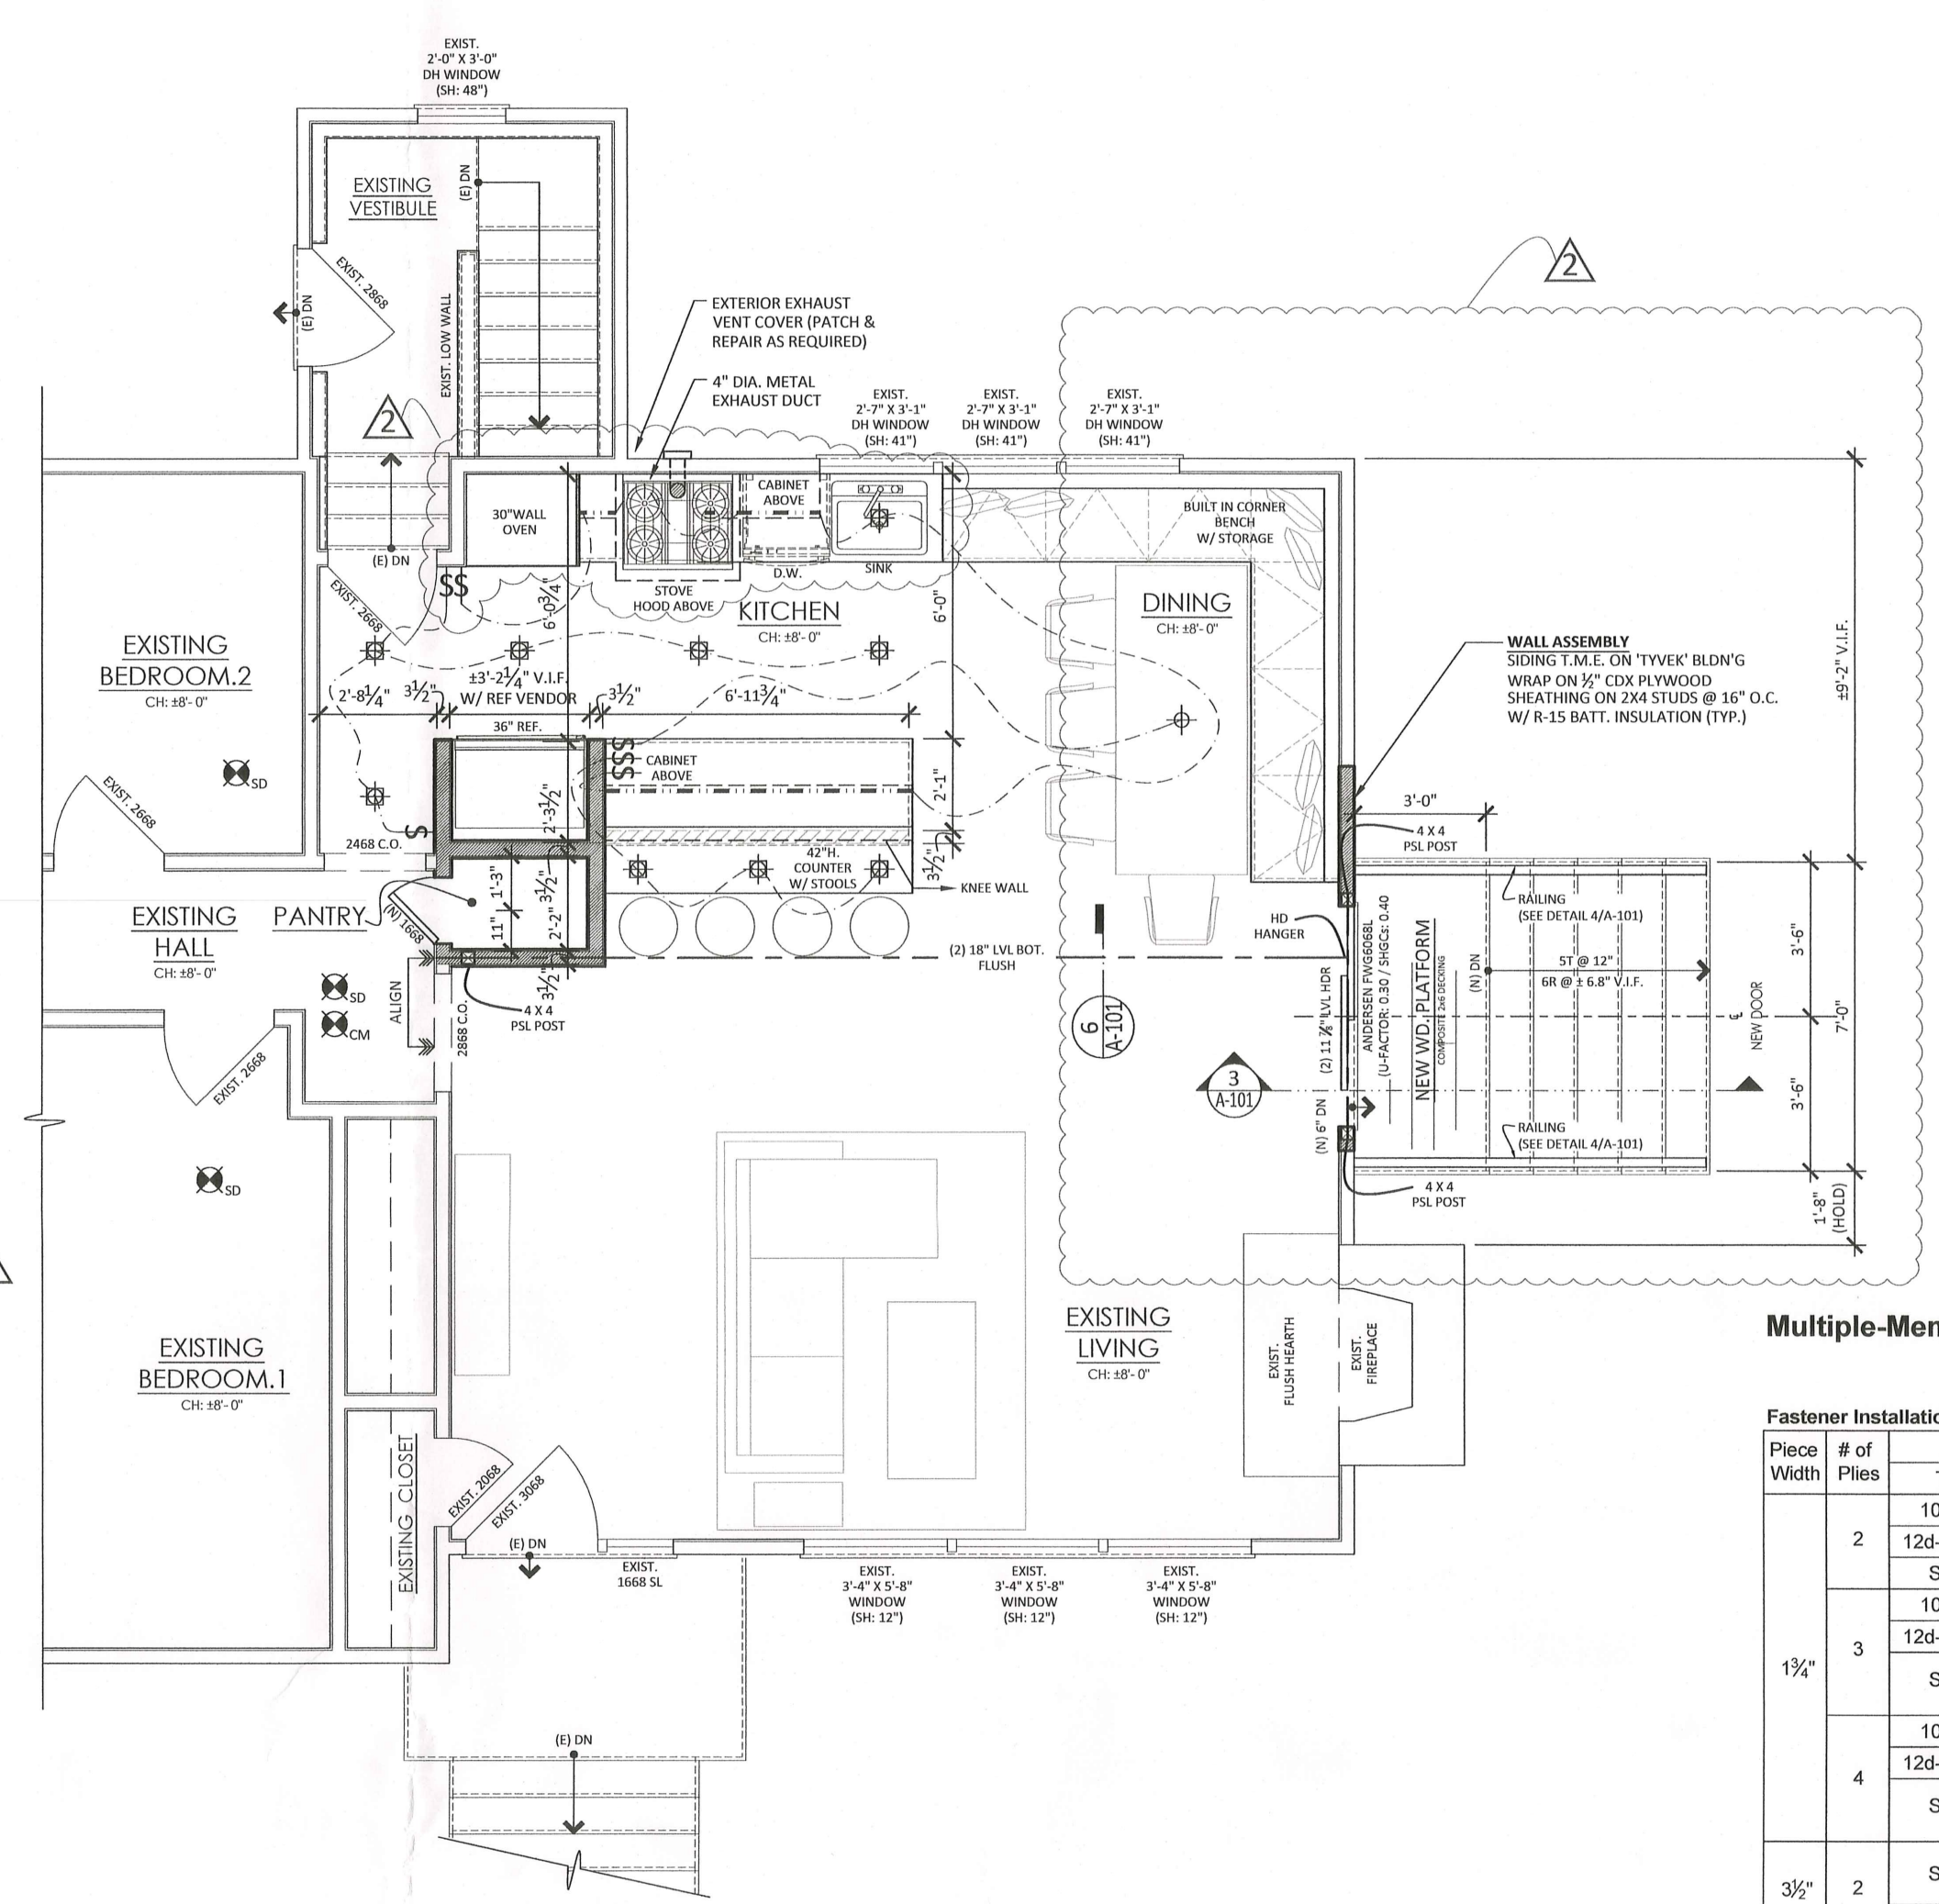 EXIST.
2'-0" X 3'-0"
DH WINDOW
(SH: 48")
EXISTING
VESTIBULE
(E) DN
EXIST. 2868
(E) DN
EXIST. LOW WALL
2
2
EXTERIOR EXHAUST
VENT COVER (PATCH &
REPAIR AS REQUIRED)
4" DIA. METAL
EXHAUST DUCT
EXIST.
2'-7" X 3'-1"
DH WINDOW
(SH: 41")
EXIST.
2'-7" X 3'-1"
DH WINDOW
(SH: 41")
EXIST.
2'-7" X 3'-1"
DH WINDOW
(SH: 41")
30"WALL
OVEN
CABINET
ABOVE
BUILT IN CORNER
BENCH
W/ STORAGE
(E) DN
EXIST. 2668
SS
STOVE
HOOD ABOVE
D.W.
SINK
6'-0¾"
KITCHEN
CH: ±8'- 0"
6'-0"
DINING
CH: ±8'- 0"
EXISTING
BEDROOM.2
CH: ±8'- 0"
SD
EXIST. 2668
2'-8¼"
3½"
±3'-2¼" V.I.F.
W/ REF VENDOR
3½"
6'-11¾"
36" REF.
SSS
CABINET
ABOVE
2'-3½"
2'-1"
3½"
S
2468 C.O.
WALL ASSEMBLY
SIDING T.M.E. ON 'TYVEK' BLDN'G
WRAP ON ½" CDX PLYWOOD
SHEATHING ON 2X4 STUDS @ 16" O.C.
W/ R-15 BATT. INSULATION (TYP.)
±9'-2" V.I.F.
3'-0"
4 X 4
PSL POST
42"H.
COUNTER
W/ STOOLS
KNEE WALL
EXISTING
HALL
CH: ±8'- 0"
PANTRY
(N) 1668
1'-3"
11"
3½"
2'-2"
3½"
HD
HANGER
(2) 18" LVL BOT.
FLUSH
SD
CM
ALIGN
2868 C.O.
4 X 4
PSL POST
6
A-101
3
A-101
(2) 11 ⅞" LVL HDR
(N) 6" DN
ANDERSEN FWG6068L
(U-FACTOR: 0.30 / SHGCs: 0.40
NEW WD. PLATFORM
COMPOSITE 2x6 DECKING
(N) DN
RAILING
(SEE DETAIL 4/A-101)
5T @ 12"
6R @ ± 6.8" V.I.F.
℄
NEW DOOR
3'-6"
7'-0"
3'-6"
RAILING
(SEE DETAIL 4/A-101)
4 X 4
PSL POST
1'-8"
(HOLD)
EXIST. 2668
SD
EXISTING
BEDROOM.1
CH: ±8'- 0"
EXISTING CLOSET
EXIST. 2068
EXIST. 3068
EXISTING
LIVING
CH: ±8'- 0"
EXIST.
FLUSH HEARTH
EXIST.
FIREPLACE
(E) DN
EXIST.
1668 SL
EXIST.
3'-4" X 5'-8"
WINDOW
(SH: 12")
EXIST.
3'-4" X 5'-8"
WINDOW
(SH: 12")
EXIST.
3'-4" X 5'-8"
WINDOW
(SH: 12")
(E) DN
Multiple-Mem
Fastener Installatio
Piece
Width
# of
Plies
1¾"
2
10
12d-
S
3
10
12d-
S
4
10
12d-
S
3½"
2
S